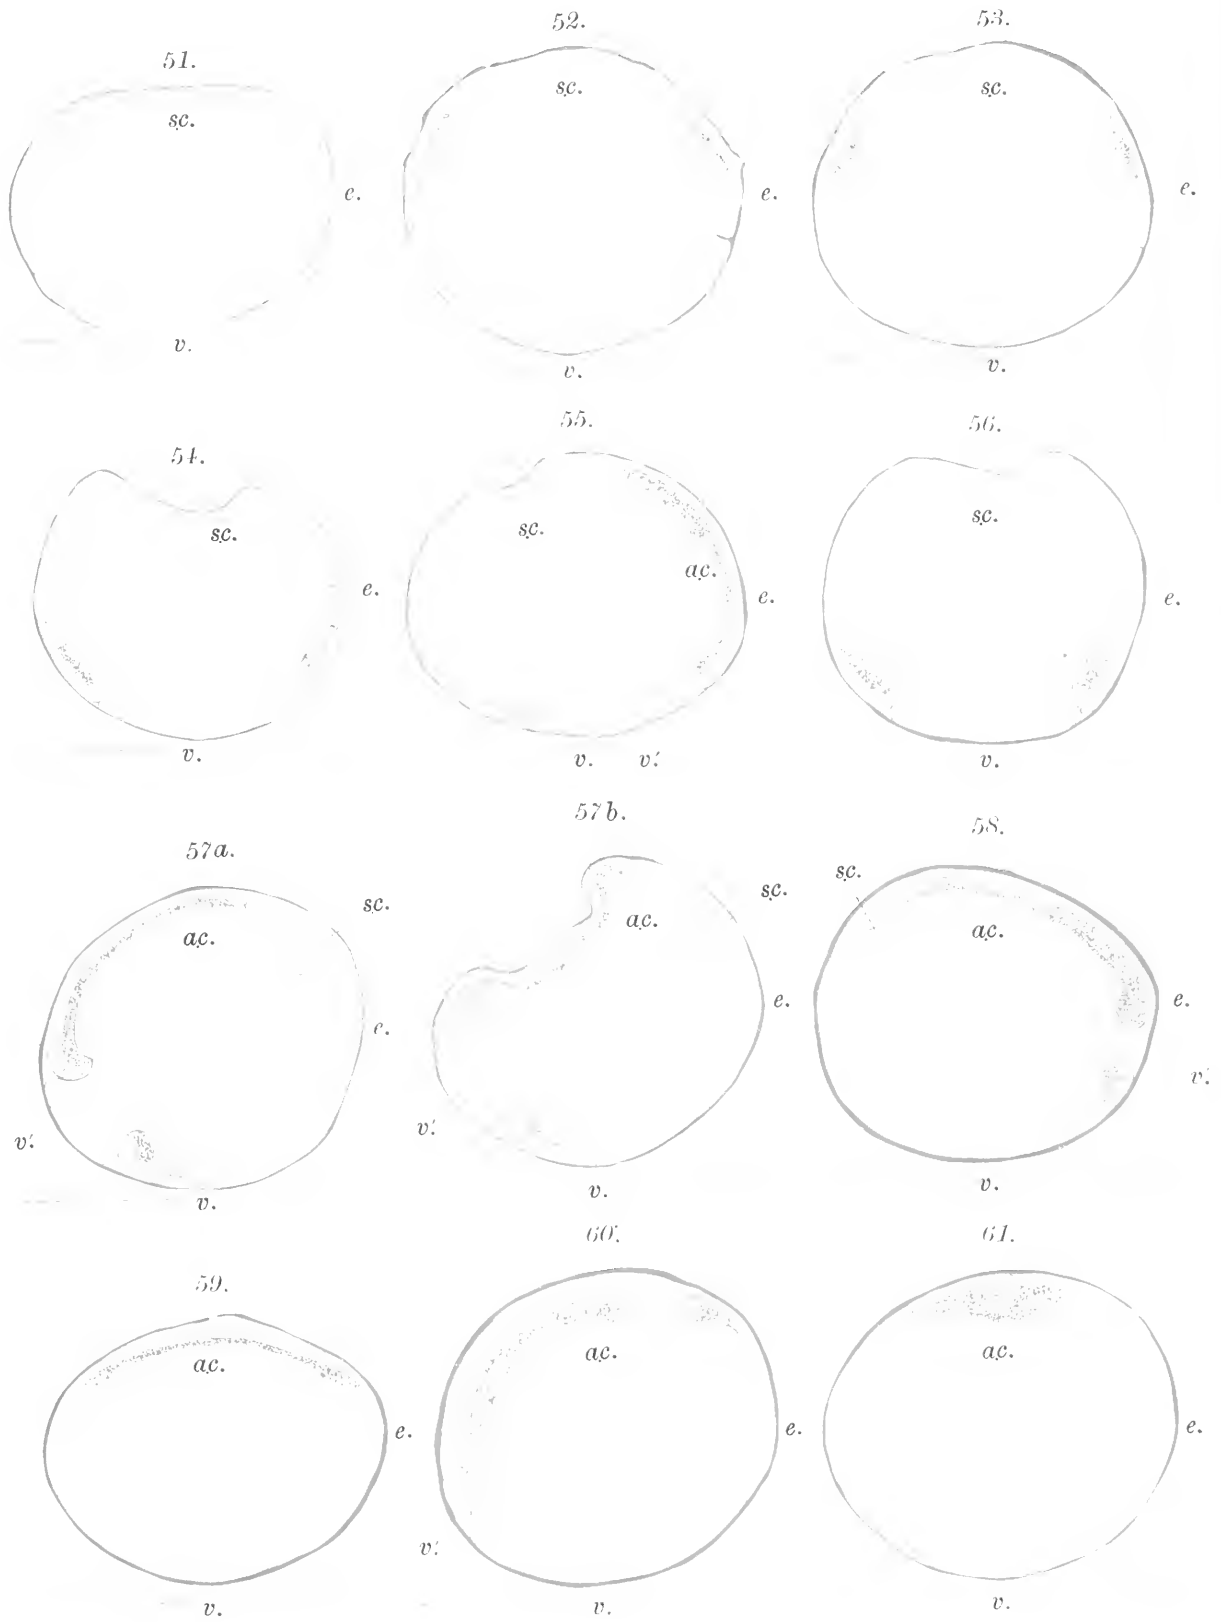 51.
52.
53.
sc.
sc.
sc.
e.
e.
e.
v.
v.
v.
54.
55.
56.
sc.
sc.
sc.
ac.
e.
e.
e.
v.
v. v'.
v.
57a.
57b.
58.
sc.
sc.
sc.
ac.
ac.
ac.
e.
e.
e.
v'.
v'.
v'.
v.
v.
v.
59.
60.
61.
ac.
ac.
ac.
e.
e.
e.
v'.
v.
v.
v.